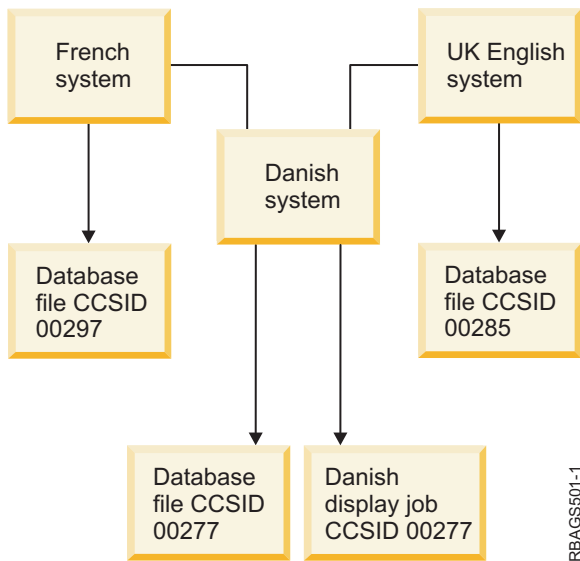 French
system
UK English
system
Danish
system
Database
file CCSID
00297
Database
file CCSID
00285
Database
file CCSID
00277
Danish
display job
CCSID 00277
RBAGS501-1